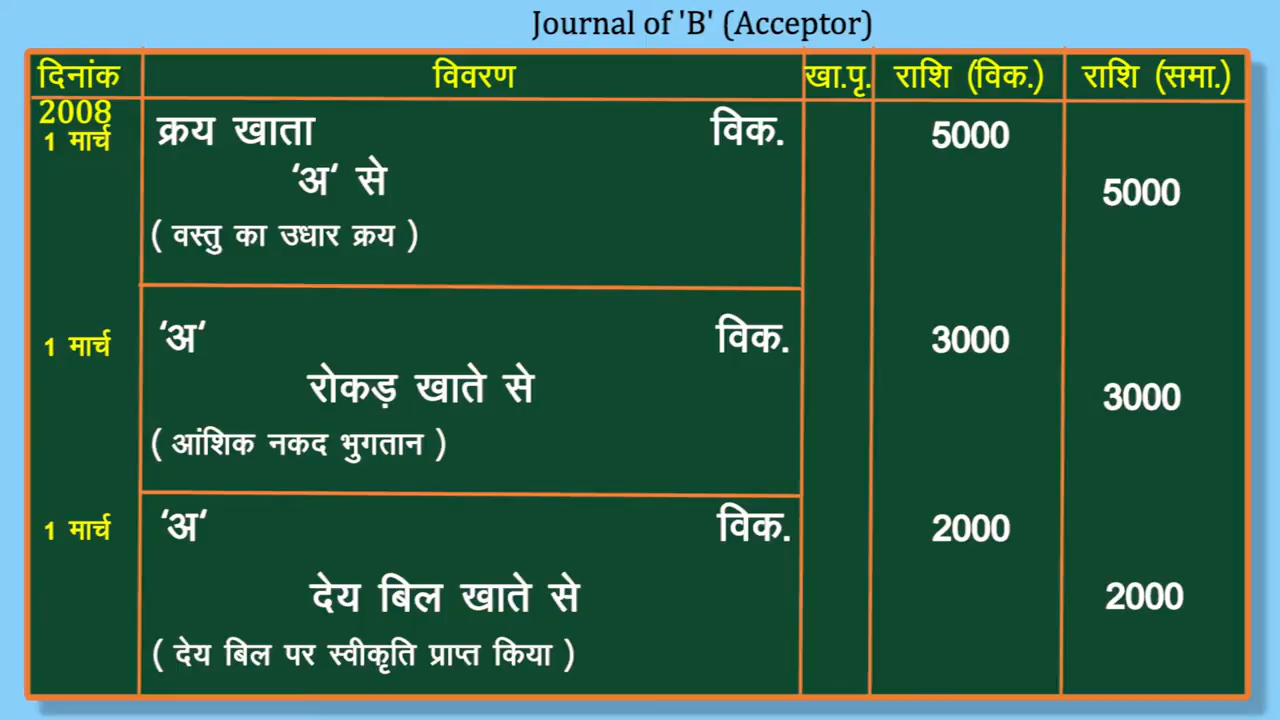 Journal of 'B' (Acceptor)
दिनांक विवरण खा.पृ. राशि (विक.) राशि (समा.)
2008
1 मार्च क्रय खाता विक. 5000
‘अ‘ से 5000
( वस्तु का उधार क्रय )
1 मार्च ‘अ‘ विक. 3000
रोकड़ खाते से 3000
( आंशिक नकद भुगतान )
1 मार्च ‘अ‘ विक. 2000
देय बिल खाते से 2000
( देय बिल पर स्वीकृति प्राप्त किया )